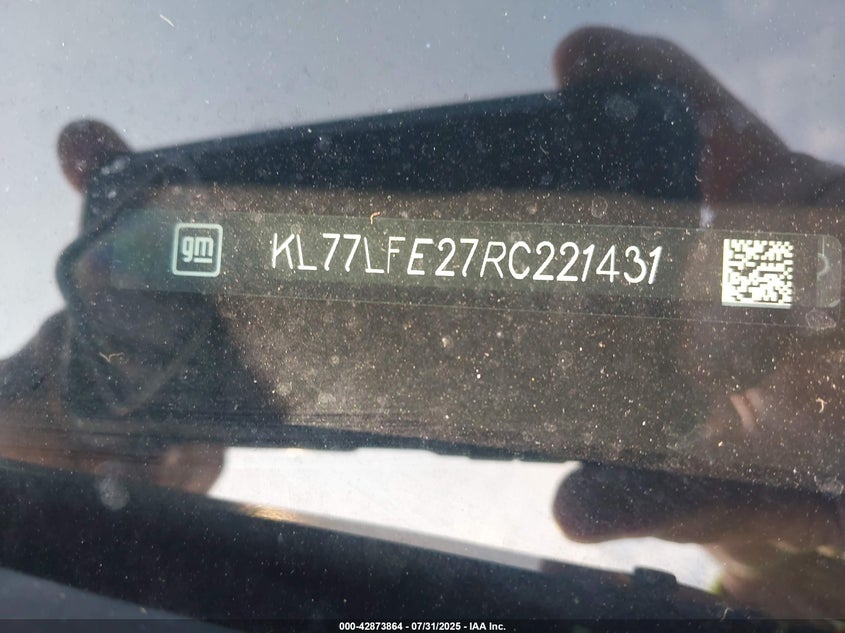 gm KL77LFE27RC221431
000-42873864 - 07/31/2025 - IAA Inc.